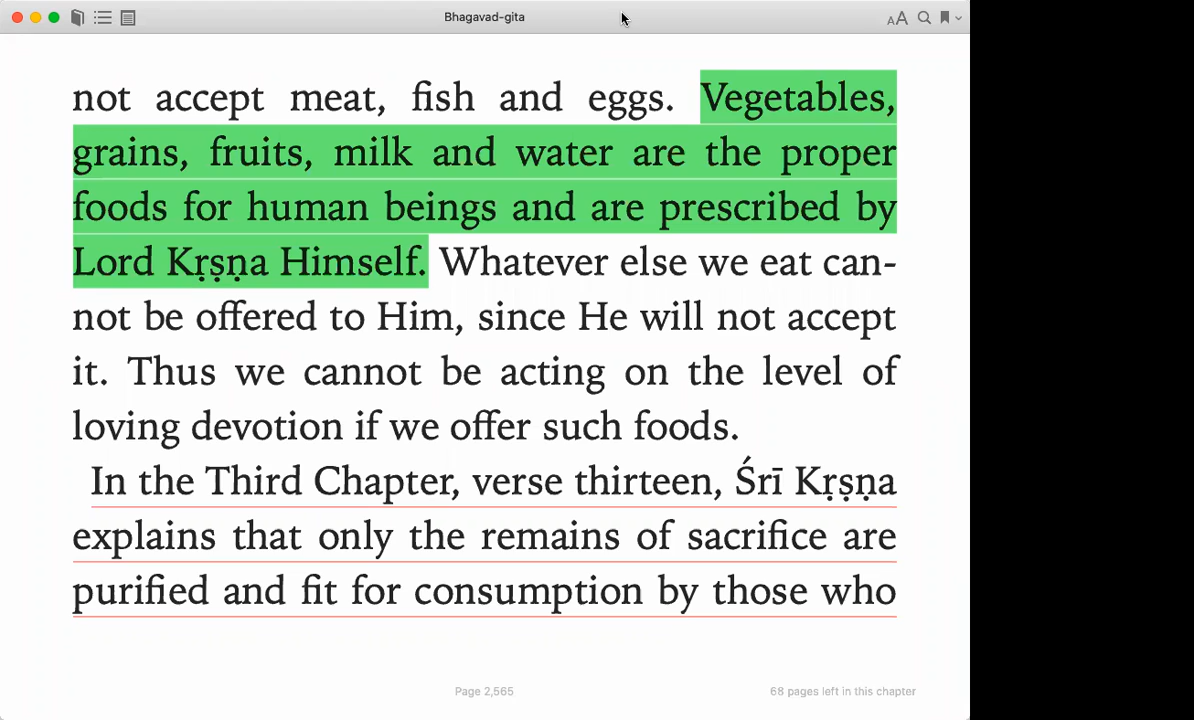 Bhagavad-gita
AA
not accept meat, fish and eggs. Vegetables,
grains, fruits, milk and water are the proper
foods for human beings and are prescribed by
Lord Kṛṣṇa Himself. Whatever else we eat can-
not be offered to Him, since He will not accept
it. Thus we cannot be acting on the level of
loving devotion if we offer such foods.
In the Third Chapter, verse thirteen, Śrī Kṛṣṇa
explains that only the remains of sacrifice are
purified and fit for consumption by those who
Page 2,565
68 pages left in this chapter